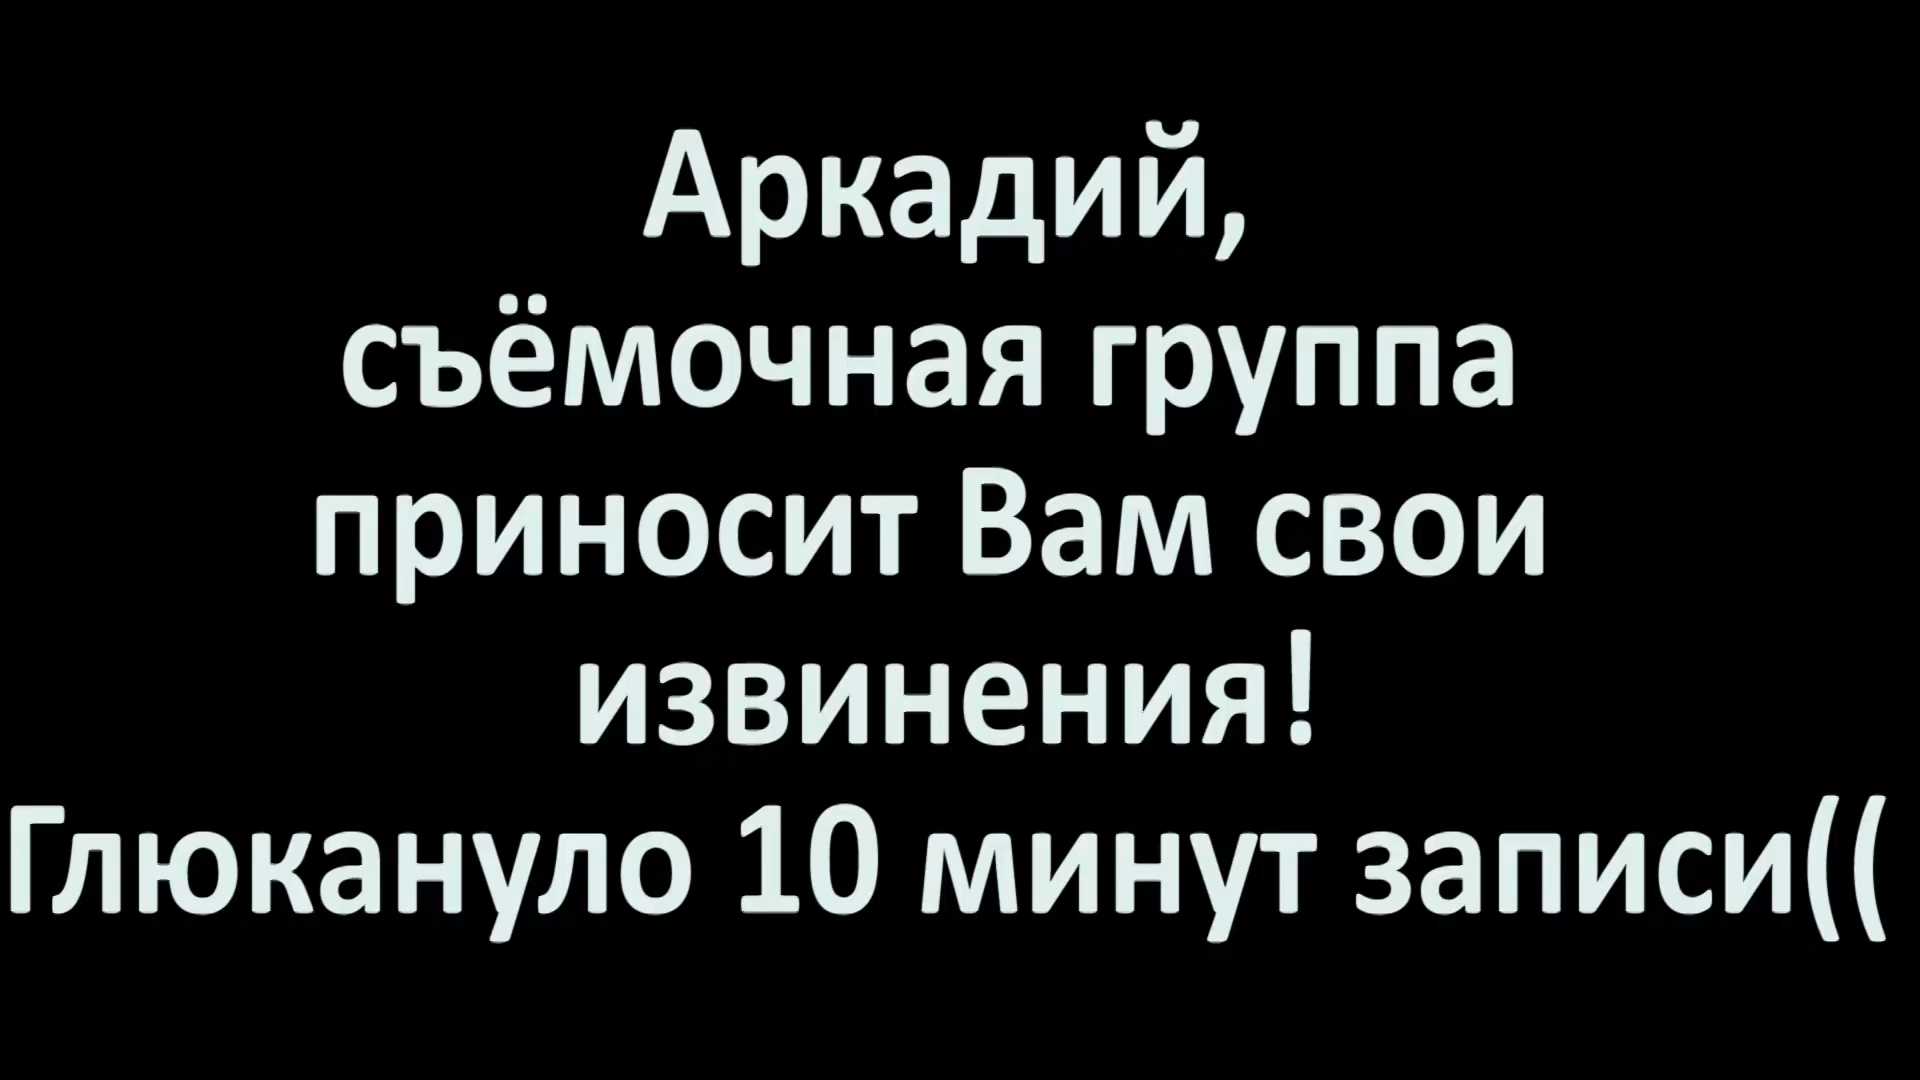 Аркадий,
съёмочная группа
приносит Вам свои
извинения!
Глюкануло 10 минут записи((